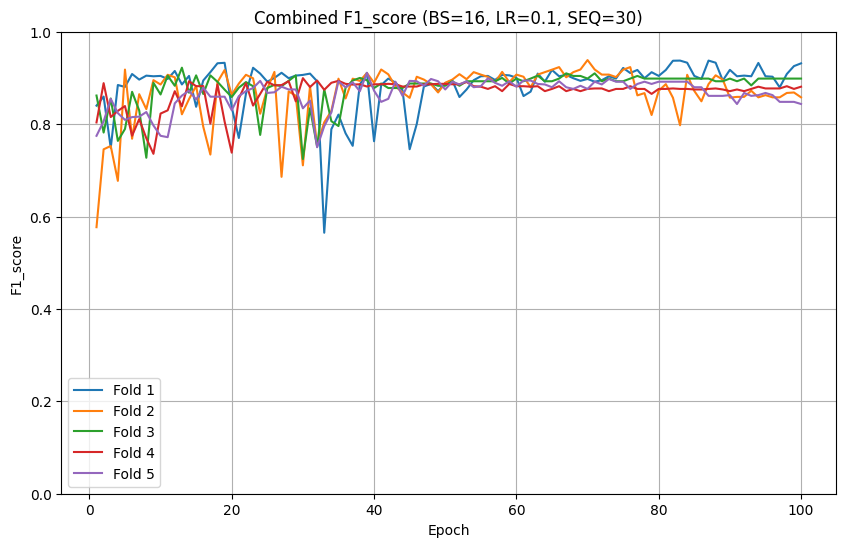 Combined F1_score (BS=16, LR=0.1, SEQ=30)
F1_score
1.0
0.8
0.6
0.4
0.2
0.0
Fold 1
Fold 2
Fold 3
Fold 4
Fold 5
0 20 40 60 80 100
Epoch